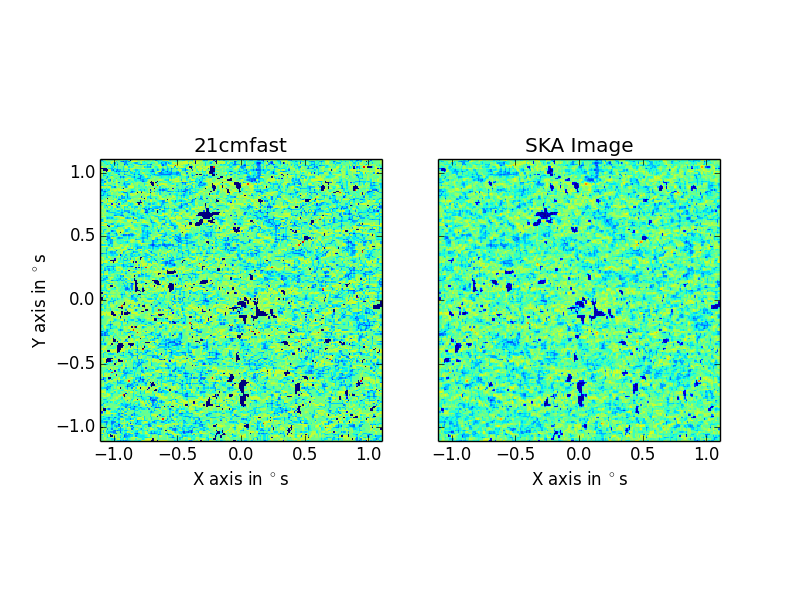 21cmfast
SKA Image
1.0
0.5
0.0
−0.5
−1.0
Y axis in °s
−1.0 −0.5 0.0 0.5 1.0
−1.0 −0.5 0.0 0.5 1.0
X axis in °s
X axis in °s